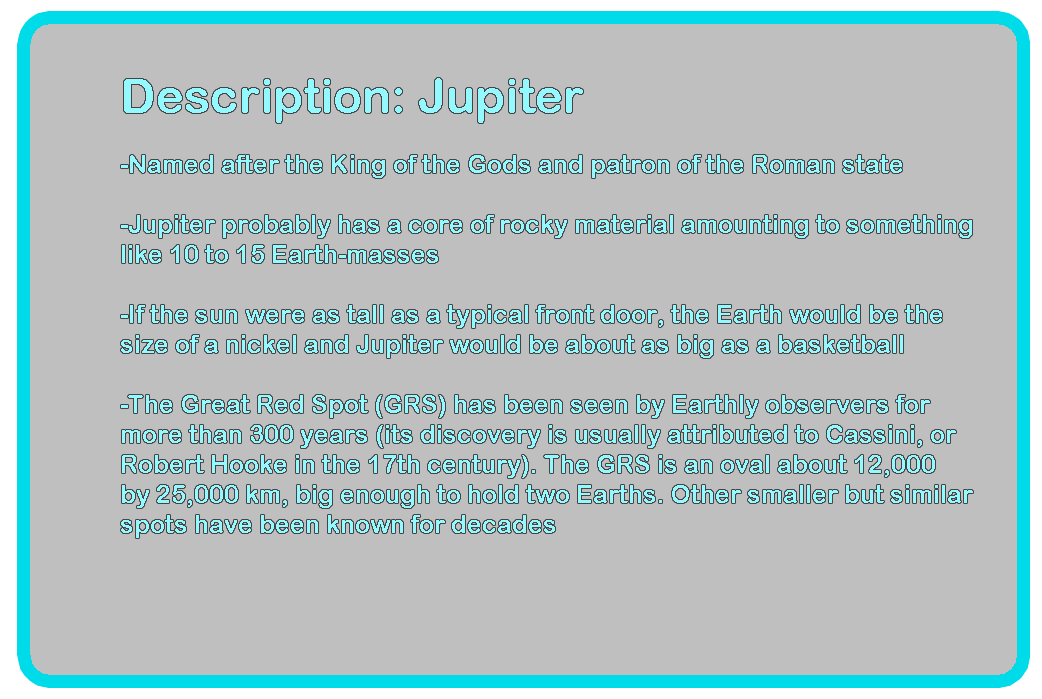 Description: Jupiter
-Named after the King of the Gods and patron of the Roman state
-Jupiter probably has a core of rocky material amounting to something
like 10 to 15 Earth-masses
-If the sun were as tall as a typical front door, the Earth would be the
size of a nickel and Jupiter would be about as big as a basketball
-The Great Red Spot (GRS) has been seen by Earthly observers for
more than 300 years (its discovery is usually attributed to Cassini, or
Robert Hooke in the 17th century). The GRS is an oval about 12,000
by 25,000 km, big enough to hold two Earths. Other smaller but similar
spots have been known for decades